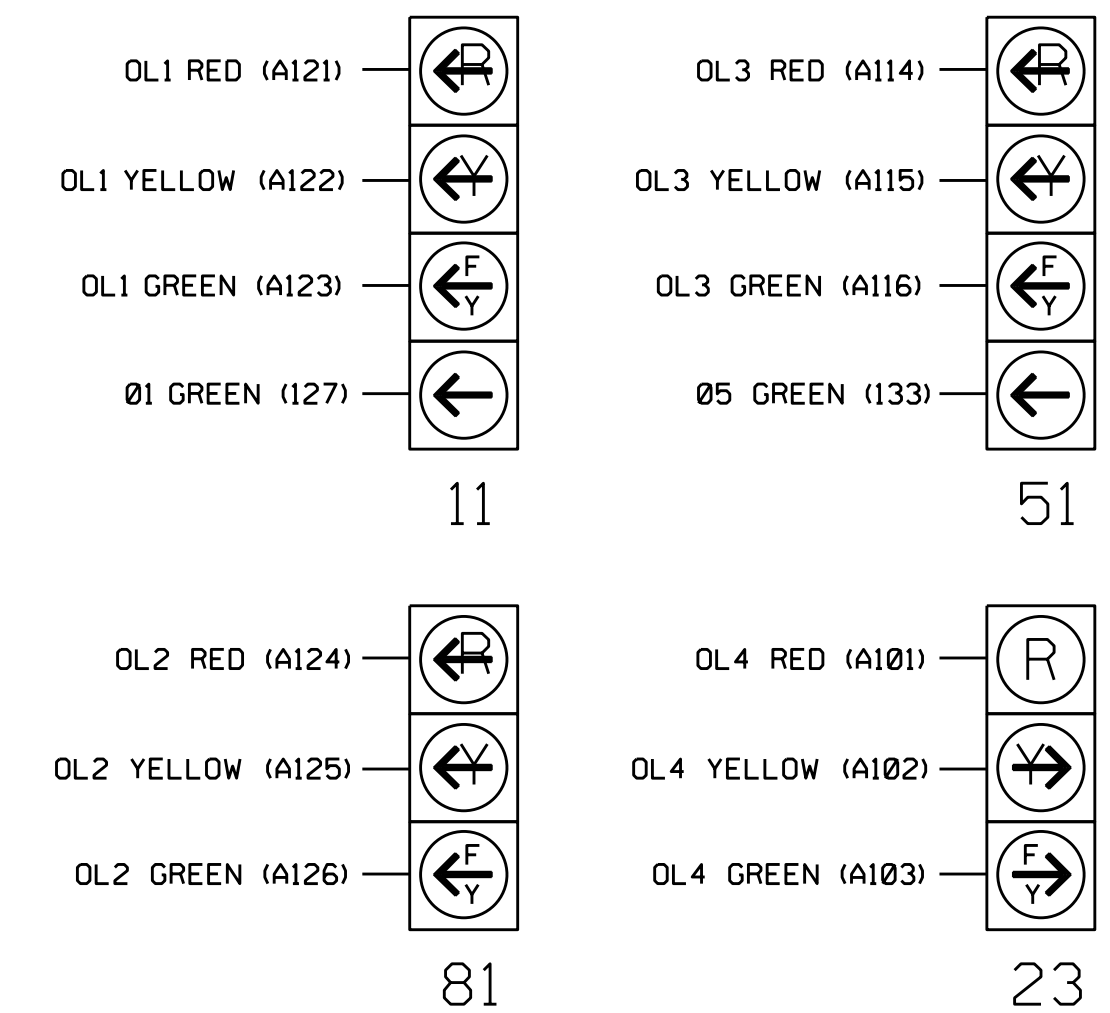 OL1 RED (A121)
R
OL1 YELLOW (A122)
Y
OL1 GREEN (A123)
F
Y
Ø1 GREEN (127)
11
OL3 RED (A114)
R
OL3 YELLOW (A115)
Y
OL3 GREEN (A116)
F
Y
Ø5 GREEN (133)
51
OL2 RED (A124)
R
OL2 YELLOW (A125)
Y
OL2 GREEN (A126)
F
Y
81
OL4 RED (A101)
R
OL4 YELLOW (A102)
Y
OL4 GREEN (A103)
F
Y
23